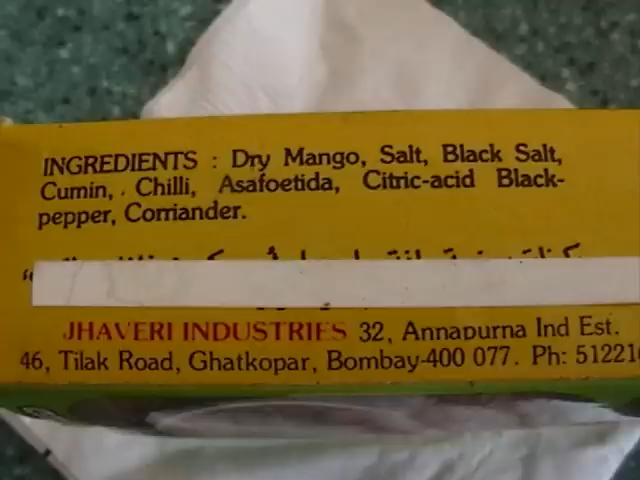 INGREDIENTS : Dry Mango, Salt, Black Salt,
Cumin, . Chilli, Asafoetida, Citric-acid Black-
pepper, Corriander.
JHAVERI INDUSTRIES 32, Annapurna Ind Est.
46, Tilak Road, Ghatkopar, Bombay-400 077. Ph: